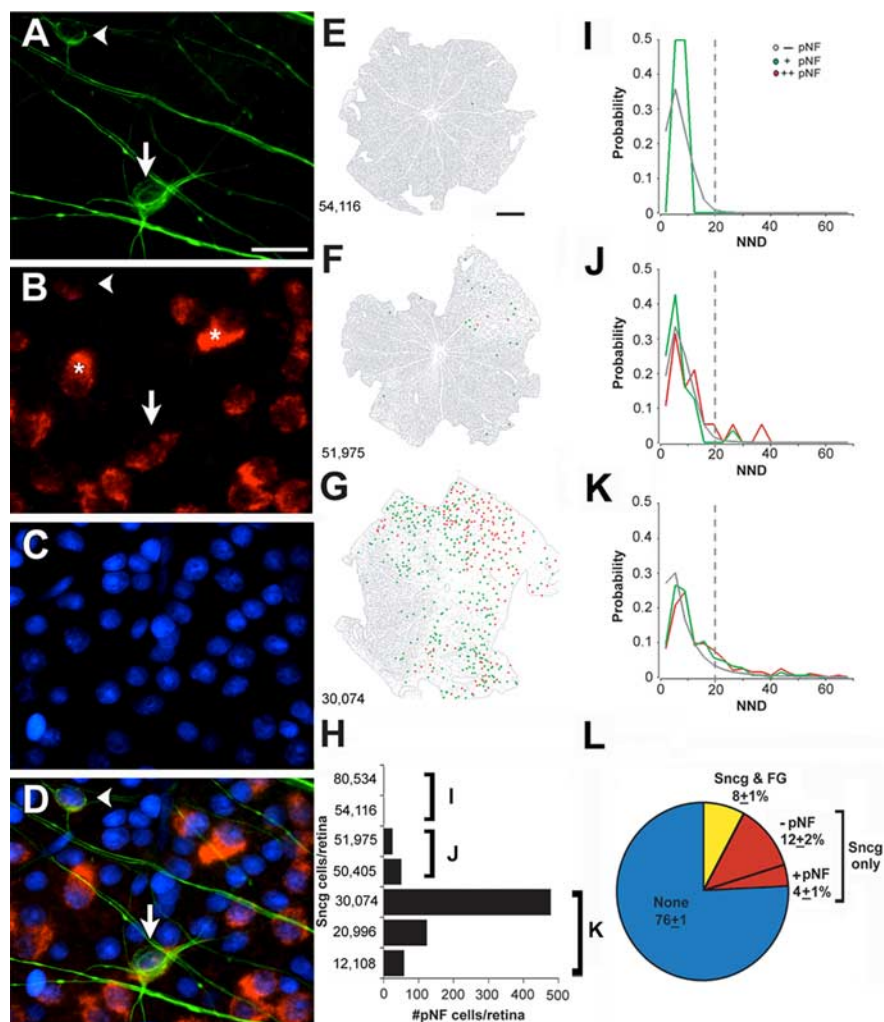 A
B
*
*
C
D
E
54,116
F
51,975
G
30,074
H
Sncg cells/retina
80,534
54,116
51,975
50,405
30,074
20,996
12,108
I
J
K
0 100 200 300 400 500
#pNF cells/retina
I
Probability
0.5
0.4
0.3
0.2
0.1
0
0 20 40 60
NND
— pNF
+ pNF
++ pNF
J
Probability
0.5
0.4
0.3
0.2
0.1
0
0 20 40 60
NND
K
Probability
0.5
0.4
0.3
0.2
0.1
0
0 20 40 60
NND
L
Sncg & FG
8±1%
- pNF
12±2%
+pNF
4±1%
Sncg
only
None
76±1